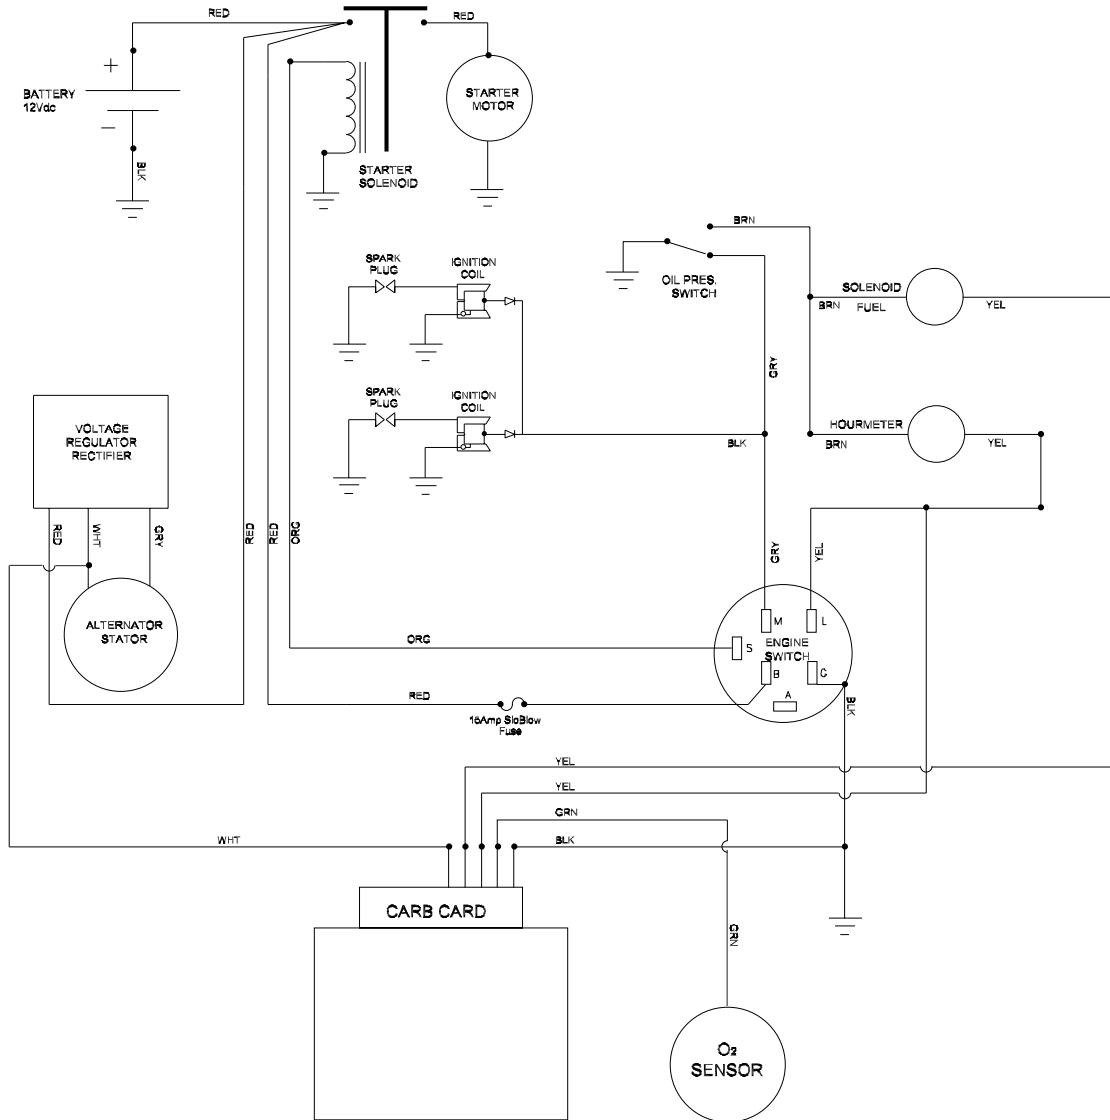 RED
RED
+
BATTERY
12Vdc
−
BLK
STARTER
MOTOR
STARTER
SOLENOID
BRN
OIL PRES.
SWITCH
SPARK
PLUG
IGNITION
COIL
SOLENOID
FUEL
BRN
YEL
GRY
SPARK
PLUG
IGNITION
COIL
HOURMETER
BLK
BRN
YEL
VOLTAGE
REGULATOR
RECTIFIER
RED
WHT
GRY
RED
RED
ORG
GRY
YEL
ALTERNATOR
STATOR
ORG
M
L
S
ENGINE
SWITCH
B
G
A
BLK
RED
15Amp SloBlow
Fuse
YEL
YEL
GRN
WHT
BLK
CARB CARD
GRN
O2
SENSOR